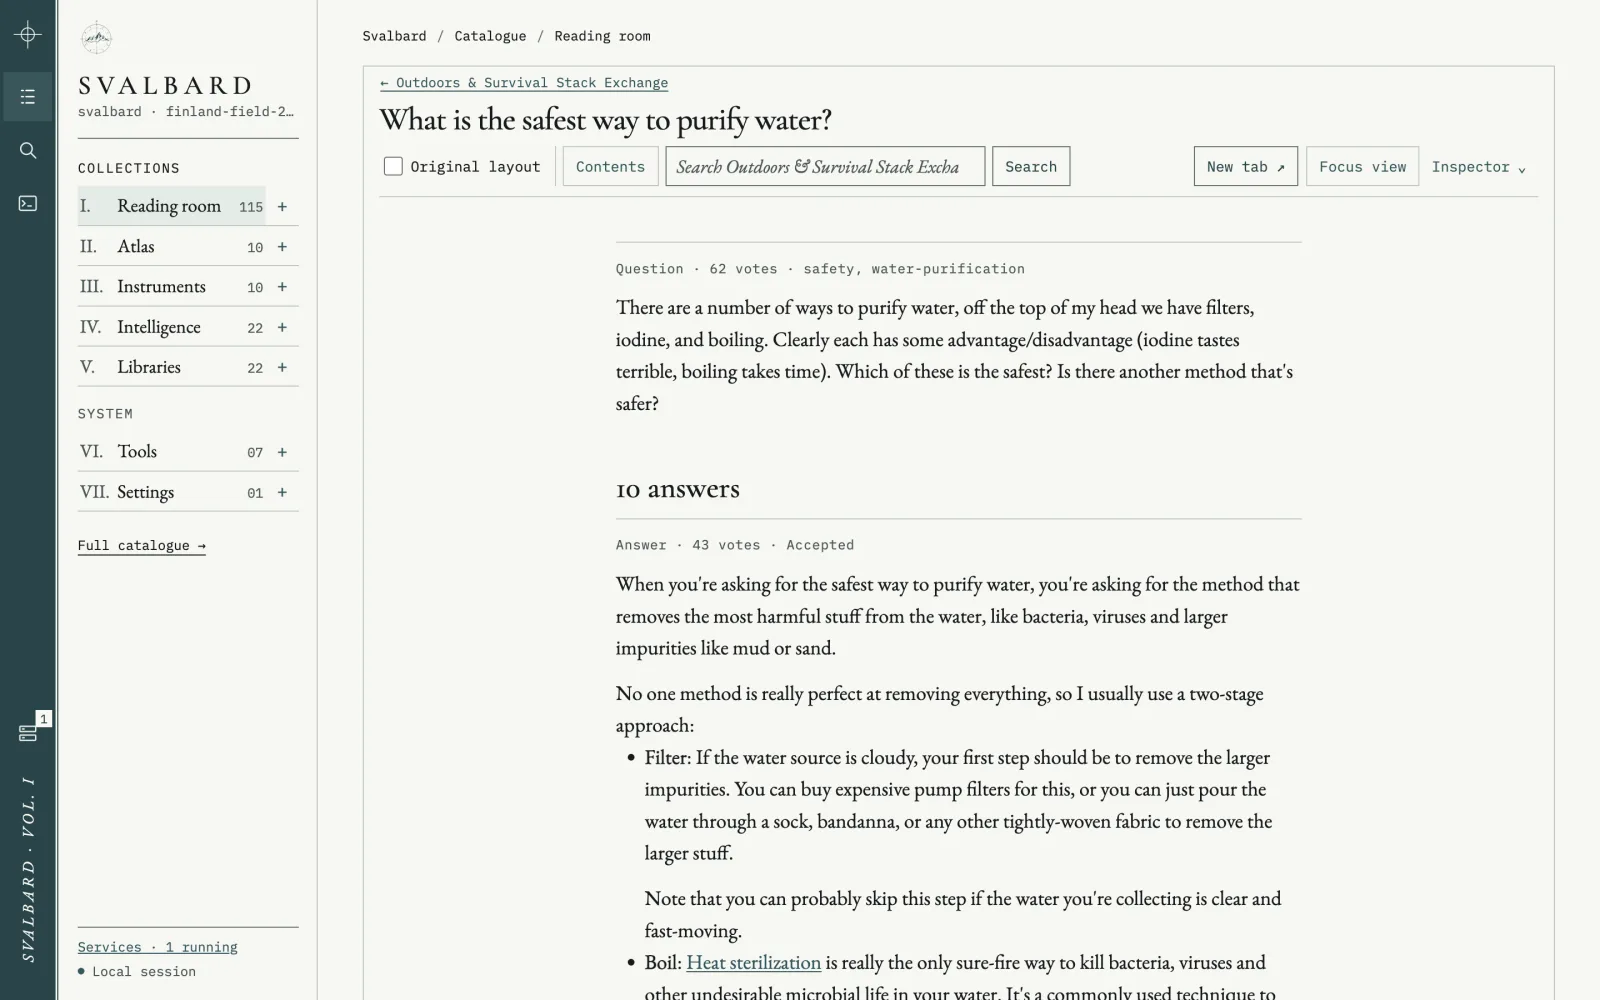 SVALBARD
svalbard · finland-field-2…
COLLECTIONS
I. Reading room 115 +
II. Atlas 10 +
III. Instruments 10 +
IV. Intelligence 22 +
V. Libraries 22 +
SYSTEM
VI. Tools 07 +
VII. Settings 01 +
Full catalogue →
Services · 1 running
Local session
1
SVALBARD · VOL. I
Svalbard / Catalogue / Reading room
← Outdoors & Survival Stack Exchange
What is the safest way to purify water?
Original layout Contents Search Outdoors & Survival Stack Excha Search New tab ↗ Focus view Inspector ⌄
Question · 62 votes · safety, water-purification
There are a number of ways to purify water, off the top of my head we have filters,
iodine, and boiling. Clearly each has some advantage/disadvantage (iodine tastes
terrible, boiling takes time). Which of these is the safest? Is there another method that's
safer?
10 answers
Answer · 43 votes · Accepted
When you're asking for the safest way to purify water, you're asking for the method that
removes the most harmful stuff from the water, like bacteria, viruses and larger
impurities like mud or sand.
No one method is really perfect at removing everything, so I usually use a two-stage
approach:
• Filter: If the water source is cloudy, your first step should be to remove the larger
impurities. You can buy expensive pump filters for this, or you can just pour the
water through a sock, bandanna, or any other tightly-woven fabric to remove the
larger stuff.
Note that you can probably skip this step if the water you're collecting is clear and
fast-moving.
• Boil: Heat sterilization is really the only sure-fire way to kill bacteria, viruses and
other undesirable microbial life in your water. It's a commonly used technique to